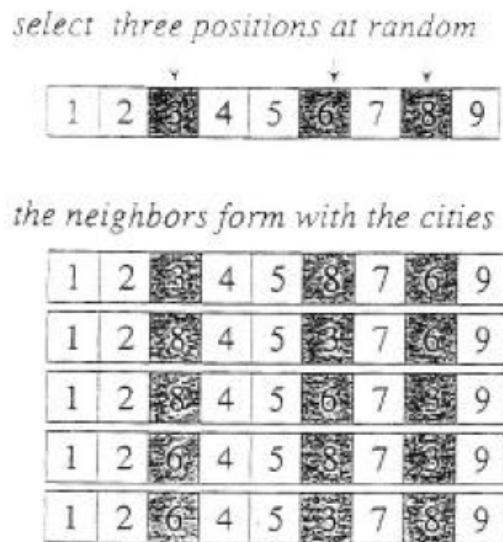 select three positions at random
1 2 3 4 5 6 7 8 9
the neighbors form with the cities
1 2 3 4 5 8 7 6 9
1 2 8 4 5 3 7 6 9
1 2 8 4 5 6 7 3 9
1 2 6 4 5 8 7 3 9
1 2 6 4 5 3 7 8 9